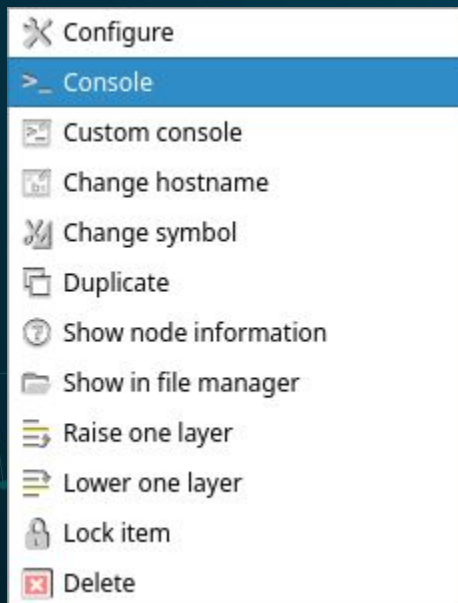 Configure
Console
Custom console
Change hostname
Change symbol
Duplicate
Show node information
Show in file manager
Raise one layer
Lower one layer
Lock item
Delete